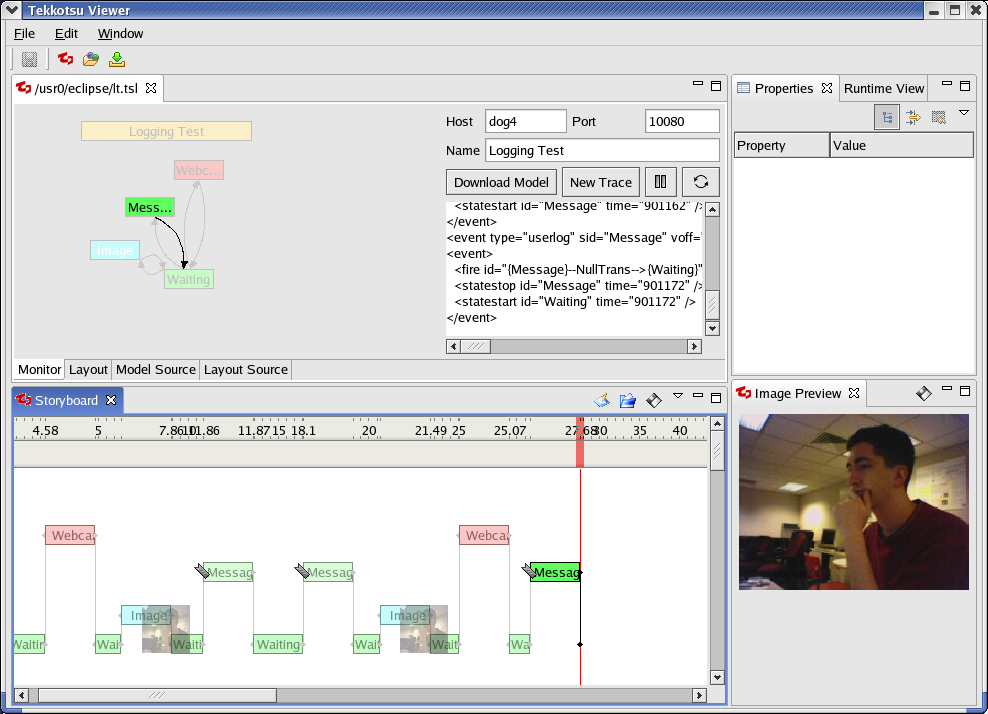 Tekkotsu Viewer
File Edit Window
/usr0/eclipse/lt.tsl
Logging Test
Webc...
Mess...
Image
Waiting
Host dog4 Port 10080
Name Logging Test
Download Model New Trace
<statestart id="Message" time="901162" />
</event>
<event type="userlog" sid="Message" voff="
<event>
<fire id="{Message}--NullTrans-->{Waiting}"
<statestop id="Message" time="901172" />
<statestart id="Waiting" time="901172" />
</event>
Monitor Layout Model Source Layout Source
Properties Runtime View
Property Value
Storyboard
4.58 5 7.86 11.86 11.87 15 18.1 20 21.49 25 25.07 27.68 30 35 40
Webca Webca
Messag Messag Messag
Image Image
Waitin Wai Waiti Waiting Wait Wait Wa
Image Preview